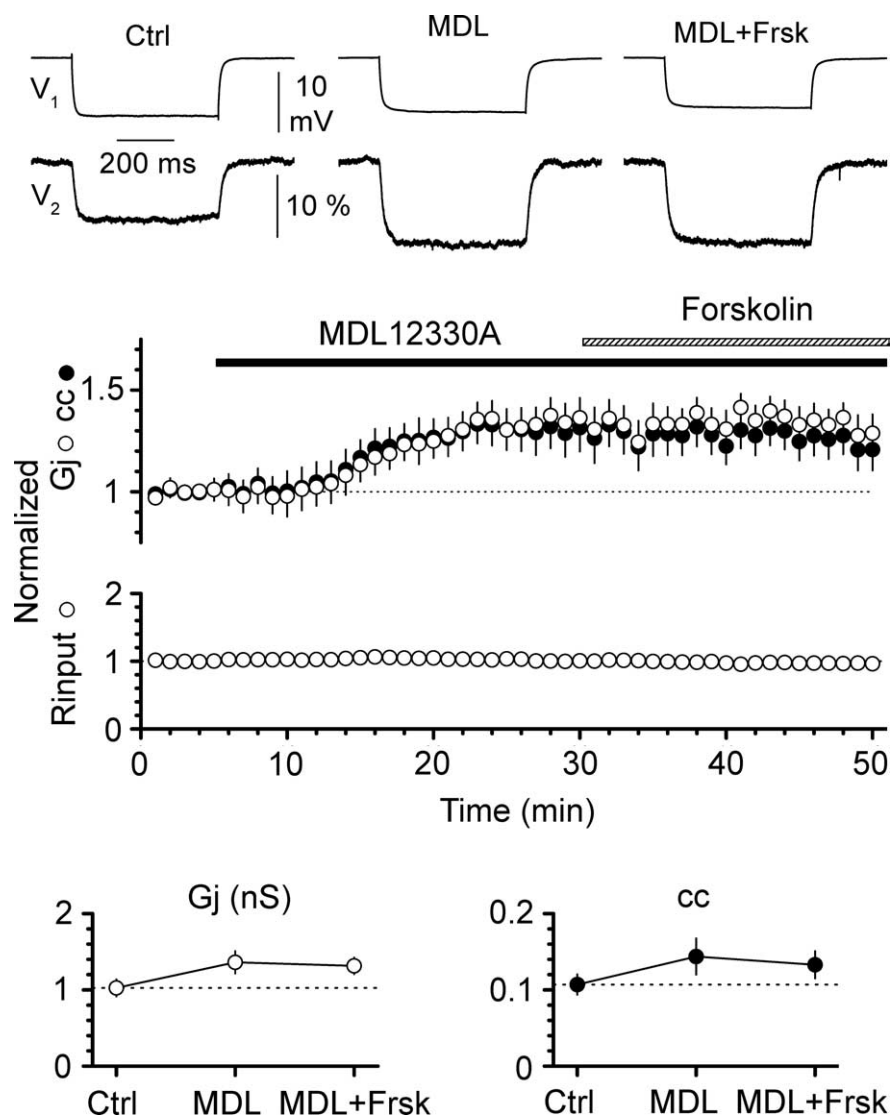 Ctrl
MDL
MDL+Frsk
V1
10
mV
200 ms
V2
10 %
Forskolin
MDL12330A
Normalized
Gj cc
1.5
1
Rinput
2
1
0
0 10 20 30 40 50
Time (min)
Gj (nS)
2
1
0
Ctrl MDL MDL+Frsk
cc
0.2
0.1
0
Ctrl MDL MDL+Frsk